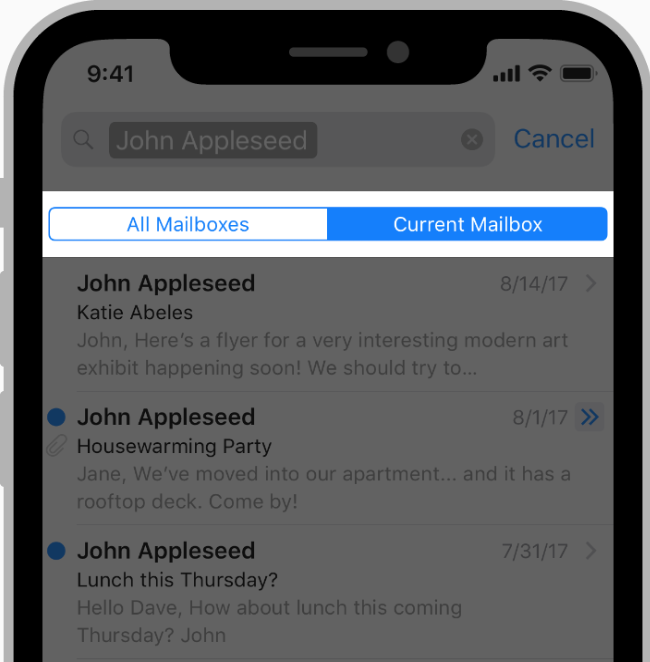 9:41
John Appleseed
Cancel
All Mailboxes
Current Mailbox
John Appleseed 8/14/17
Katie Abeles
John, Here's a flyer for a very interesting modern art
exhibit happening soon! We should try to...
John Appleseed 8/1/17
Housewarming Party
Jane, We've moved into our apartment... and it has a
rooftop deck. Come by!
John Appleseed 7/31/17
Lunch this Thursday?
Hello Dave, How about lunch this coming
Thursday? John